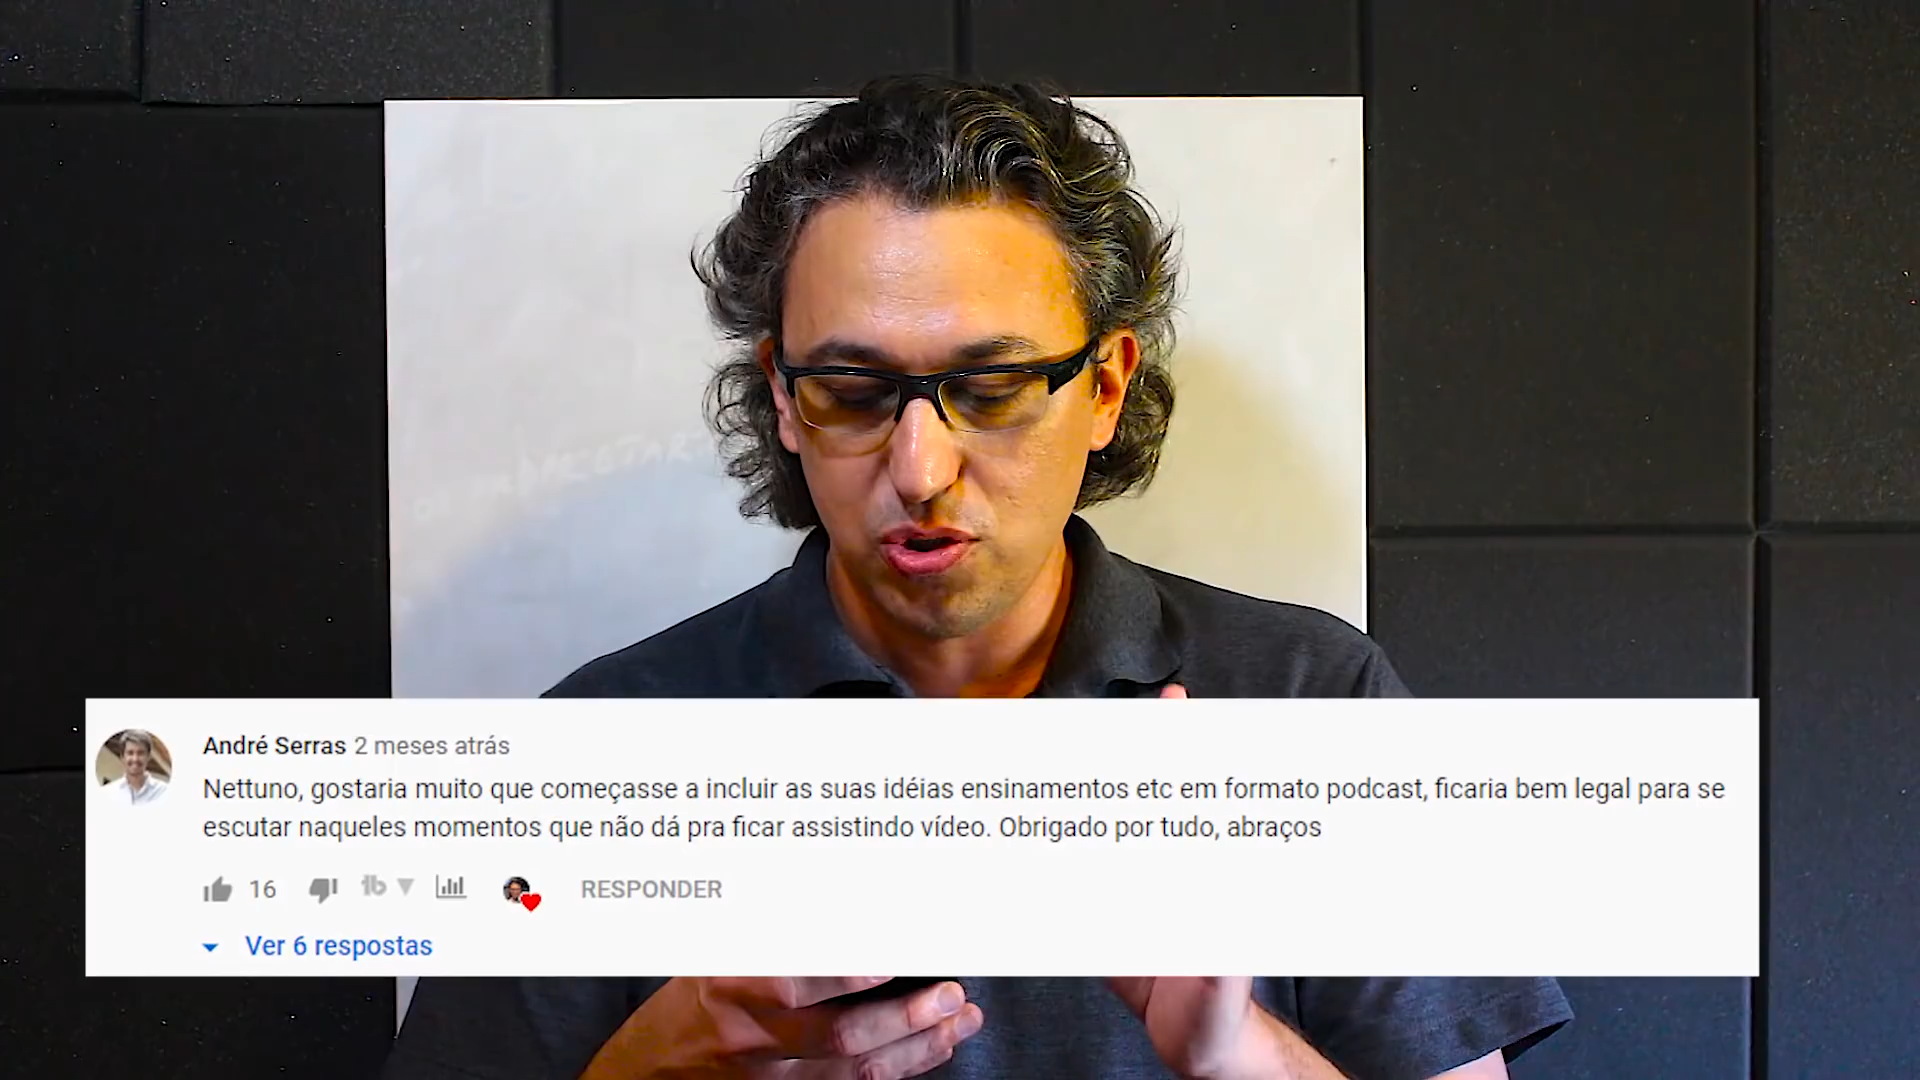 André Serras 2 meses atrás
Nettuno, gostaria muito que começasse a incluir as suas idéias ensinamentos etc em formato podcast, ficaria bem legal para se
escutar naqueles momentos que não dá pra ficar assistindo vídeo. Obrigado por tudo, abraços
16
RESPONDER
Ver 6 respostas